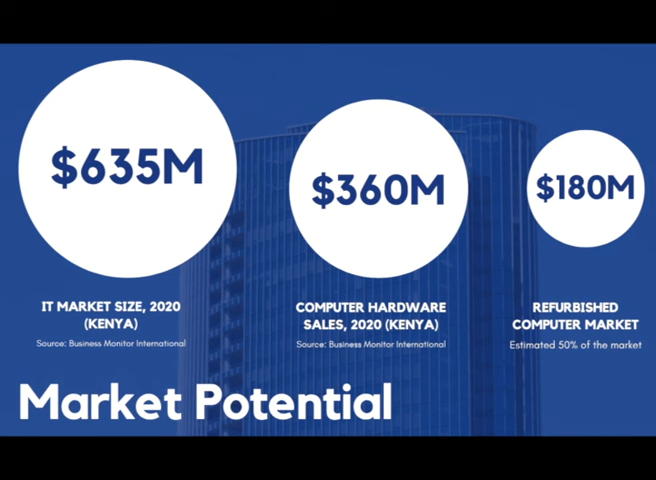 $635M
$360M
$180M
IT MARKET SIZE, 2020
(KENYA)
Source: Business Monitor International
COMPUTER HARDWARE
SALES, 2020 (KENYA)
Source: Business Monitor International
REFURBISHED
COMPUTER MARKET
Estimated 50% of the market
Market Potential